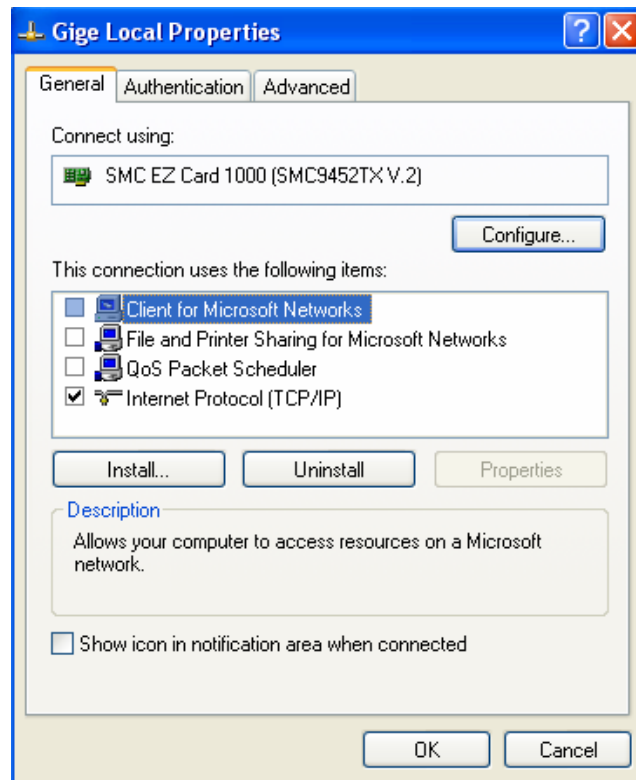 Gige Local Properties
General Authentication Advanced
Connect using:
SMC EZ Card 1000 (SMC9452TX V.2)
Configure...
This connection uses the following items:
Client for Microsoft Networks
File and Printer Sharing for Microsoft Networks
QoS Packet Scheduler
Internet Protocol (TCP/IP)
Install... Uninstall Properties
Description
Allows your computer to access resources on a Microsoft
network.
Show icon in notification area when connected
OK Cancel